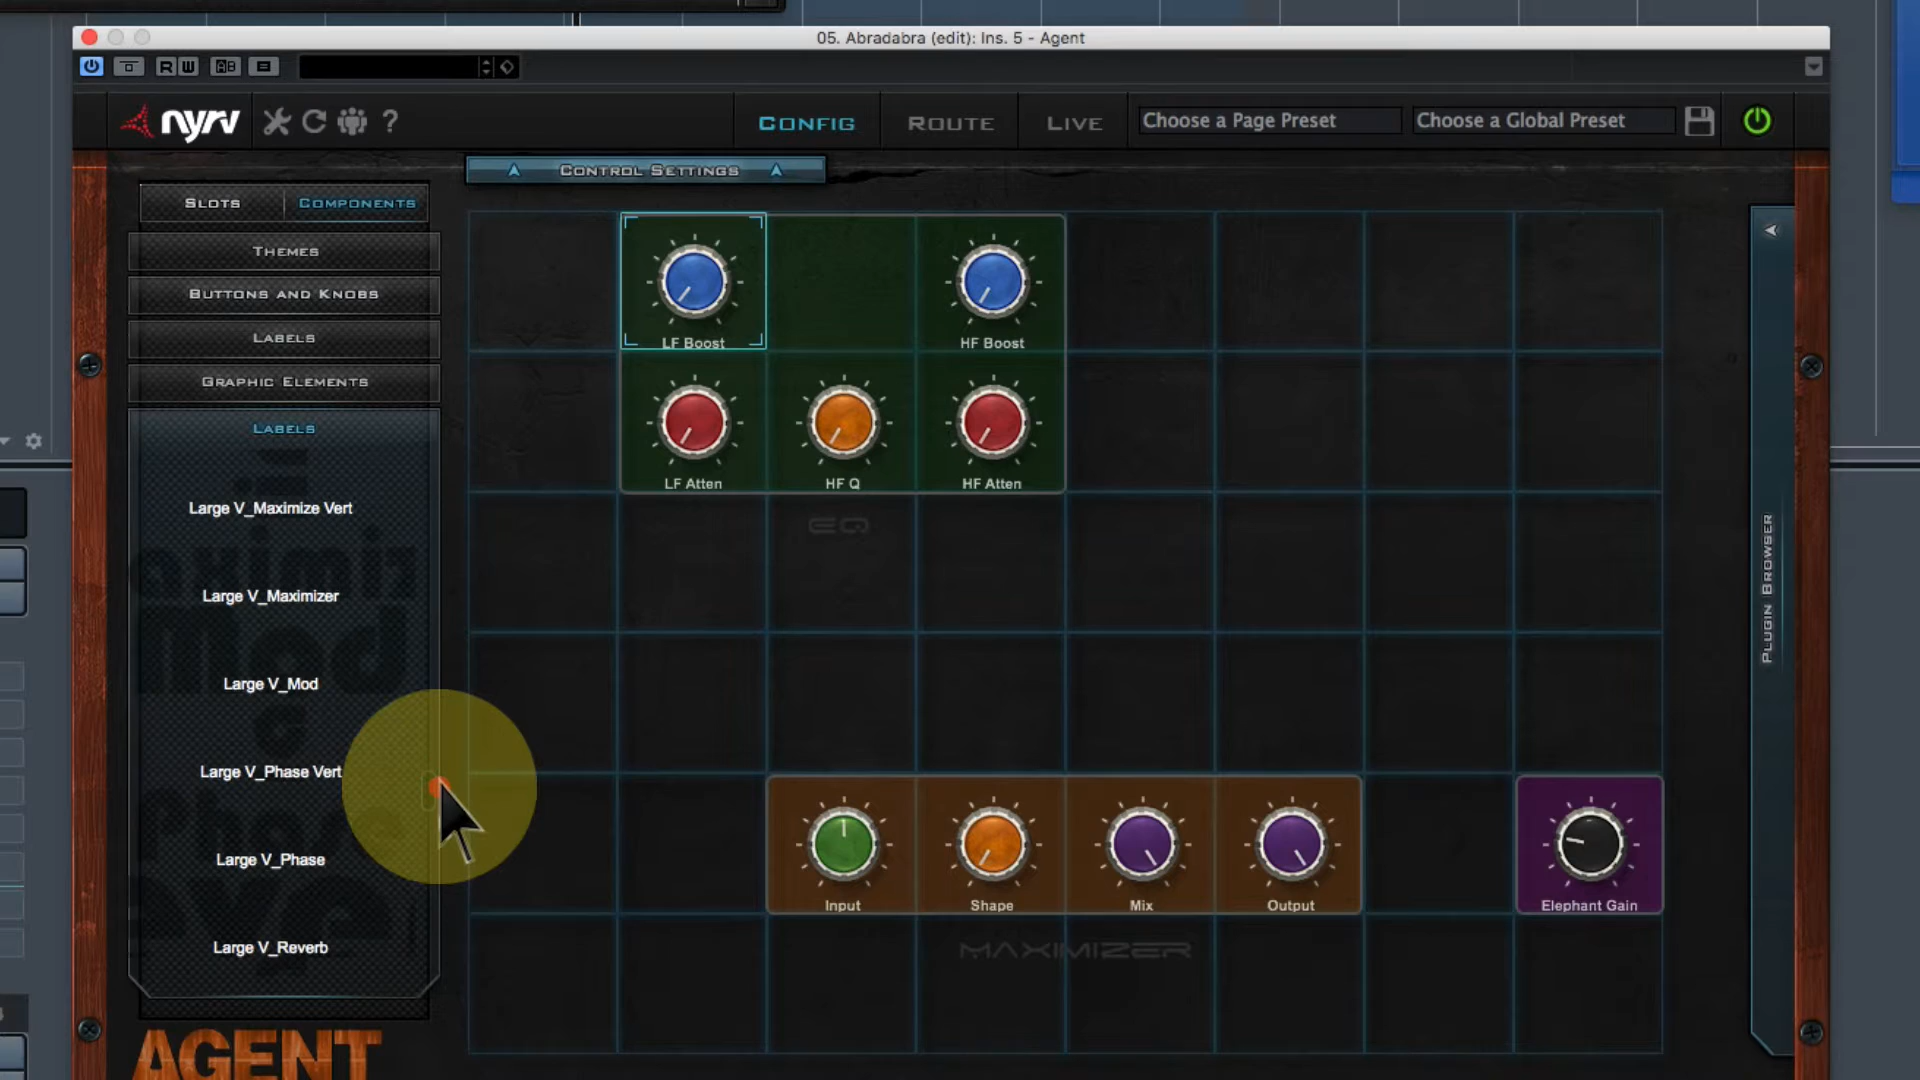 05. Abradabra (edit): Ins. 5 - Agent
R W AB
nyrv
?
CONFIG
ROUTE
LIVE
Choose a Page Preset
Choose a Global Preset
CONTROL SETTINGS
SLOTS
COMPONENTS
THEMES
BUTTONS AND KNOBS
LABELS
GRAPHIC ELEMENTS
LABELS
Large V_Maximize Vert
Large V_Maximizer
Large V_Mod
Large V_Phase Vert
Large V_Phase
Large V_Reverb
AGENT
LF Boost
HF Boost
LF Atten
HF Q
HF Atten
EQ
Input
Shape
Mix
Output
Elephant Gain
MAXIMIZER
PLUGIN BROWSER